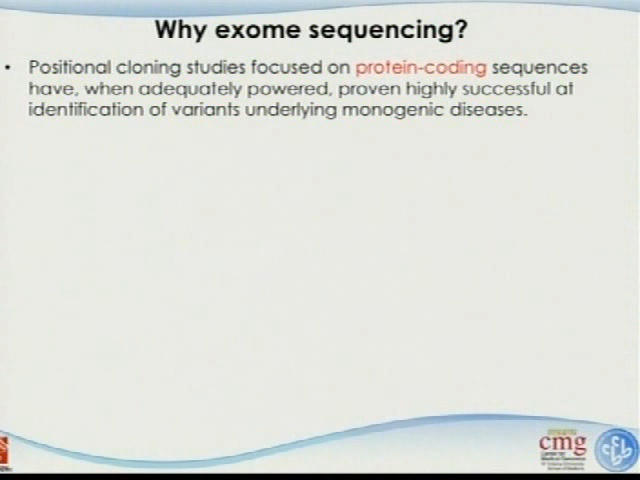 Why exome sequencing?
• Positional cloning studies focused on protein-coding sequences
have, when adequately powered, proven highly successful at
identification of variants underlying monogenic diseases.
cmg